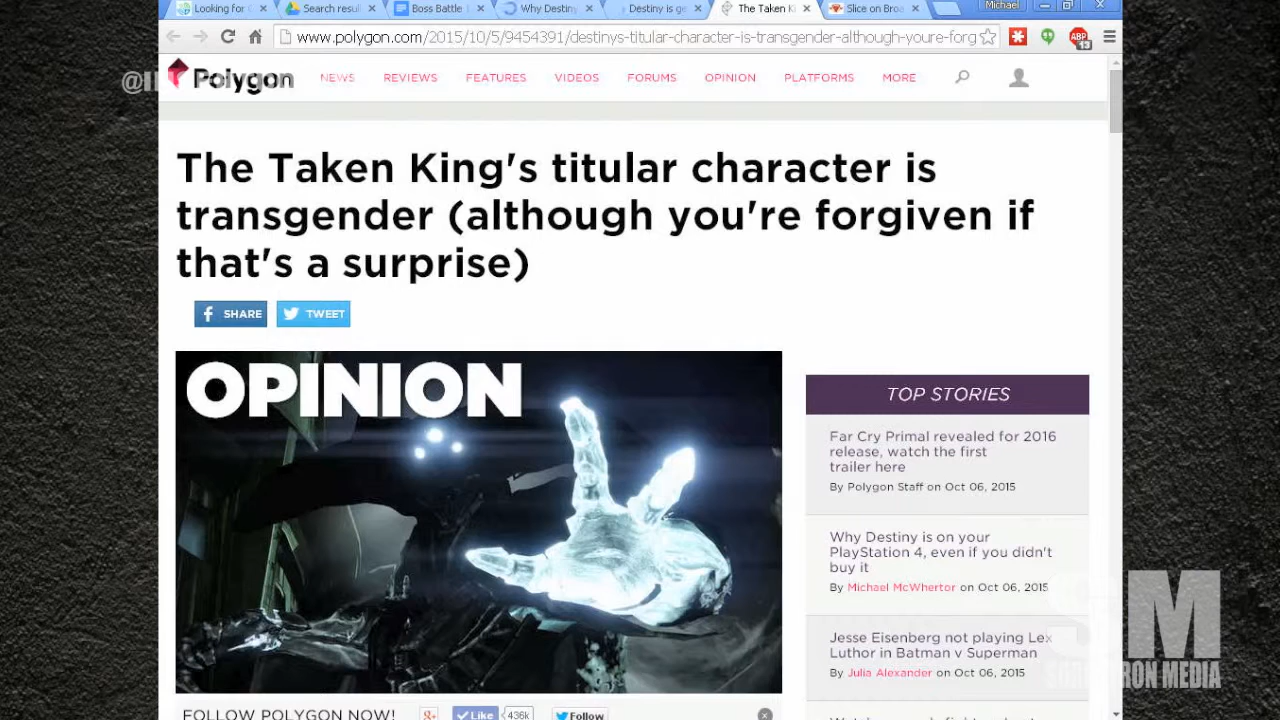 Looking for
Search resul
Boss Battle
Why Destiny
Destiny is ge
The Taken Ki
Slice on Broa
Michael
www.polygon.com/2015/10/5/9454391/destinys-titular-character-is-transgender-although-youre-forg
ABP
13
Polygon
NEWS
REVIEWS
FEATURES
VIDEOS
FORUMS
OPINION
PLATFORMS
MORE
The Taken King's titular character is
transgender (although you're forgiven if
that's a surprise)
SHARE
TWEET
OPINION
TOP STORIES
Far Cry Primal revealed for 2016
release, watch the first
trailer here
By Polygon Staff on Oct 06, 2015
Why Destiny is on your
PlayStation 4, even if you didn't
buy it
By Michael McWhertor on Oct 06, 2015
Jesse Eisenberg not playing Lex
Luthor in Batman v Superman
By Julia Alexander on Oct 06, 2015
SM
MEDIA
FOLLOW POLYGON NOW!
g+
Like
436k
Follow